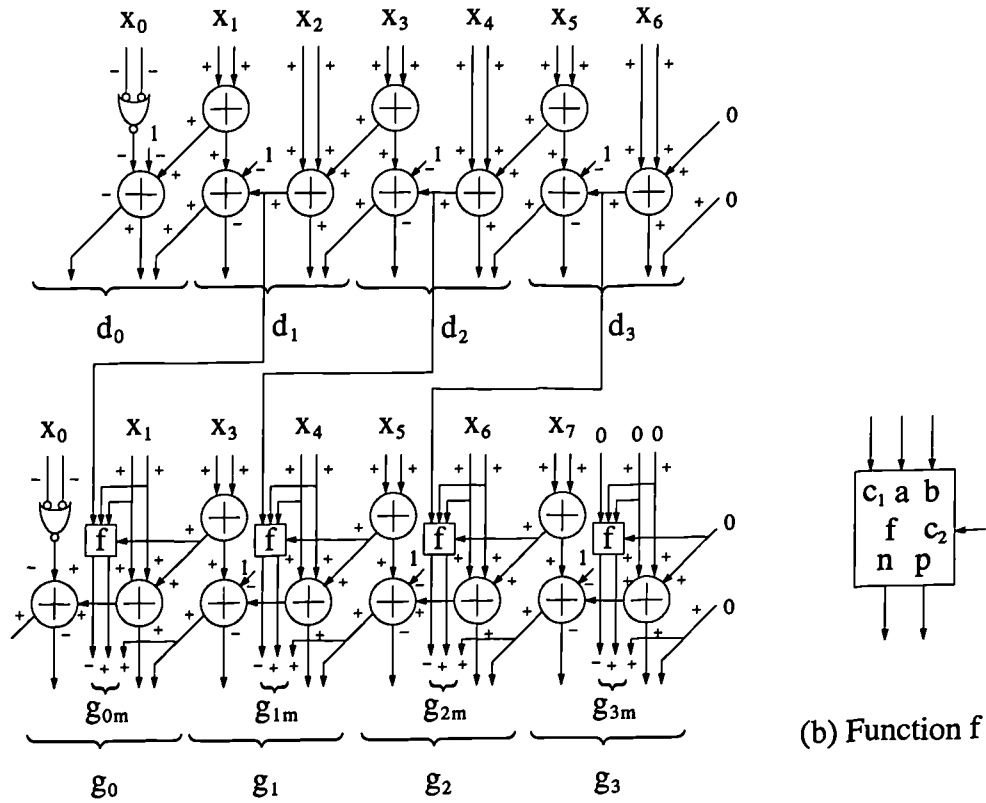 x₀ x₁ x₂ x₃ x₄ x₅ x₆
− − + + + + + + + + + + + +
0
+ + + +
1 1 1 1
− − + − + + − + + − +
− + + + + + +
0
+ + − + + − + + − + +
d₀ d₁ d₂ d₃
x₀ x₁ x₃ x₄ x₅ x₆ x₇ 0 0 0
− − + + + + + + + + + + + + + +
f f f f
0
+ + + +
1 1 1
− + + − + + − + + − +
0
+ − + − + − + − +
− + + − + + − + + − + +
g₀ₘ g₁ₘ g₂ₘ g₃ₘ
g₀ g₁ g₂ g₃
c₁ a b
f c₂
n p
(b) Function f